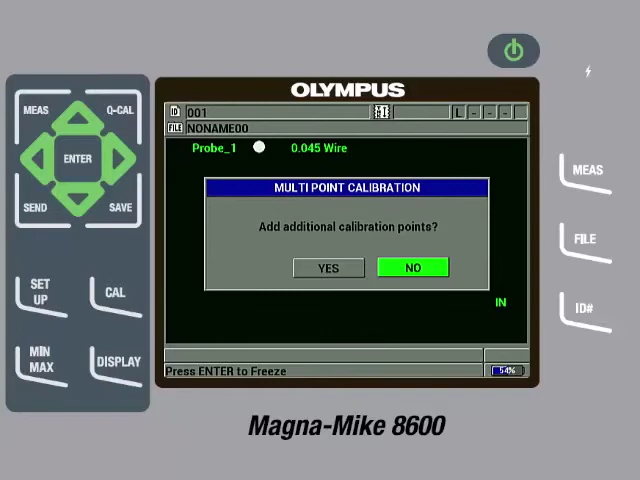 OLYMPUS
MEAS
Q-CAL
ENTER
SEND
SAVE
SET UP
CAL
MIN MAX
DISPLAY
ID 001
L - - -
FILE NONAME00
Probe_1 0.045 Wire
MULTI POINT CALIBRATION
Add additional calibration points?
YES NO
IN
Press ENTER to Freeze
54%
MEAS
FILE
ID#
Magna-Mike 8600